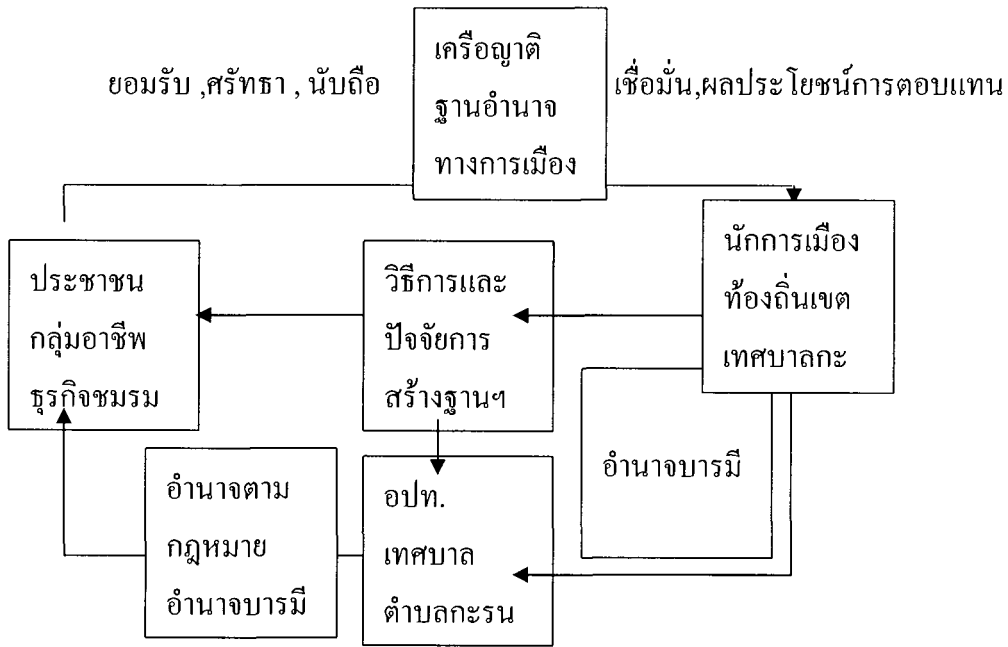 เครือญาติ
ฐานอำนาจ
ทางการเมือง
ยอมรับ ,ศรัทธา , นับถือ
เชื่อมั่น,ผลประโยชน์การตอบแทน
นักการเมือง
ท้องถิ่นเขต
เทศบาลกะ
ประชาชน
กลุ่มอาชีพ
ธุรกิจชมรม
วิธีการและ
ปัจจัยการ
สร้างฐานฯ
อำนาจบารมี
อำนาจตาม
กฎหมาย
อำนาจบารมี
อปท.
เทศบาล
ตำบลกะรน